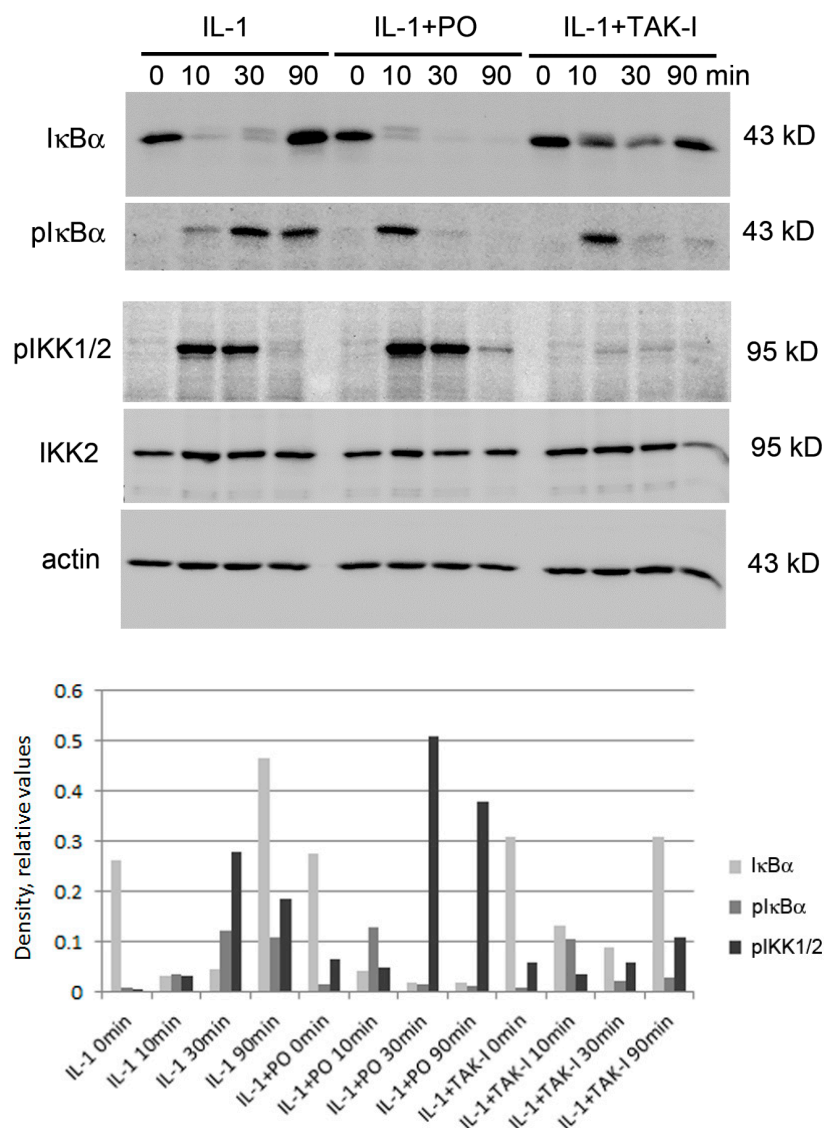 IL-1 IL-1+PO IL-1+TAK-I
0 10 30 90 0 10 30 90 0 10 30 90 min
IκBα 43 kD
pIκBα 43 kD
pIKK1/2 95 kD
IKK2 95 kD
actin 43 kD
Density, relative values
0.6
0.5
0.4
0.3
0.2
0.1
0
IκBα
pIκBα
pIKK1/2
IL-1 0min
IL-1 10min
IL-1 30min
IL-1 90min
IL-1+PO 0min
IL-1+PO 10min
IL-1+PO 30min
IL-1+PO 90min
IL-1+TAK-I 0min
IL-1+TAK-I 10min
IL-1+TAK-I 30min
IL-1+TAK-I 90min